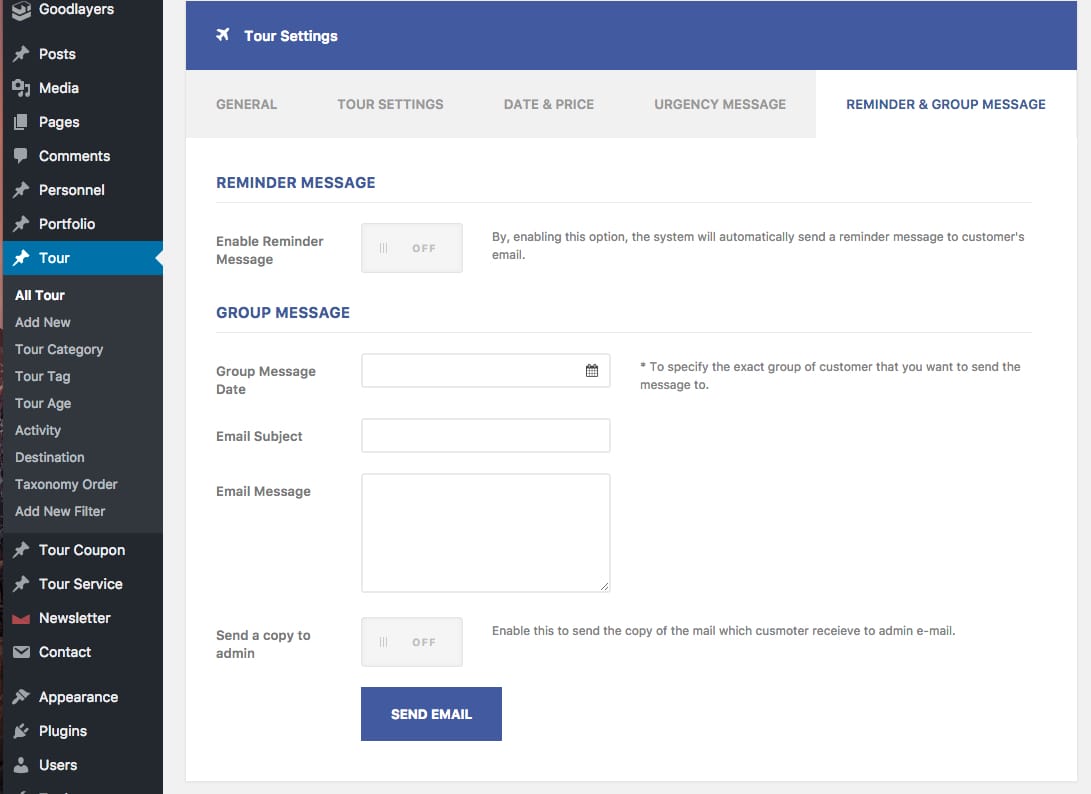 Goodlayers
Posts
Media
Pages
Comments
Personnel
Portfolio
Tour
All Tour
Add New
Tour Category
Tour Tag
Tour Age
Activity
Destination
Taxonomy Order
Add New Filter
Tour Coupon
Tour Service
Newsletter
Contact
Appearance
Plugins
Users
Tour Settings
GENERAL
TOUR SETTINGS
DATE & PRICE
URGENCY MESSAGE
REMINDER & GROUP MESSAGE
REMINDER MESSAGE
Enable Reminder
Message
OFF
By, enabling this option, the system will automatically send a reminder message to customer's
email.
GROUP MESSAGE
Group Message
Date
* To specify the exact group of customer that you want to send the
message to.
Email Subject
Email Message
Send a copy to
admin
OFF
Enable this to send the copy of the mail which cusmoter receieve to admin e-mail.
SEND EMAIL